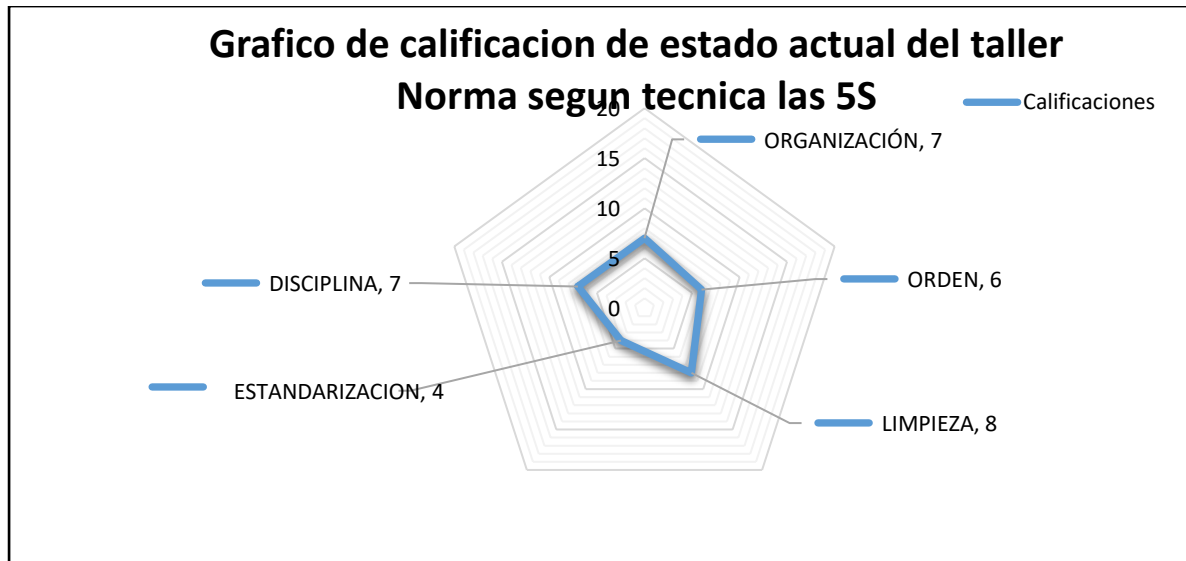 Grafico de calificacion de estado actual del taller
Norma segun tecnica las 5S
Calificaciones
20
15
10
5
0
ORGANIZACIÓN, 7
ORDEN, 6
LIMPIEZA, 8
ESTANDARIZACION, 4
DISCIPLINA, 7